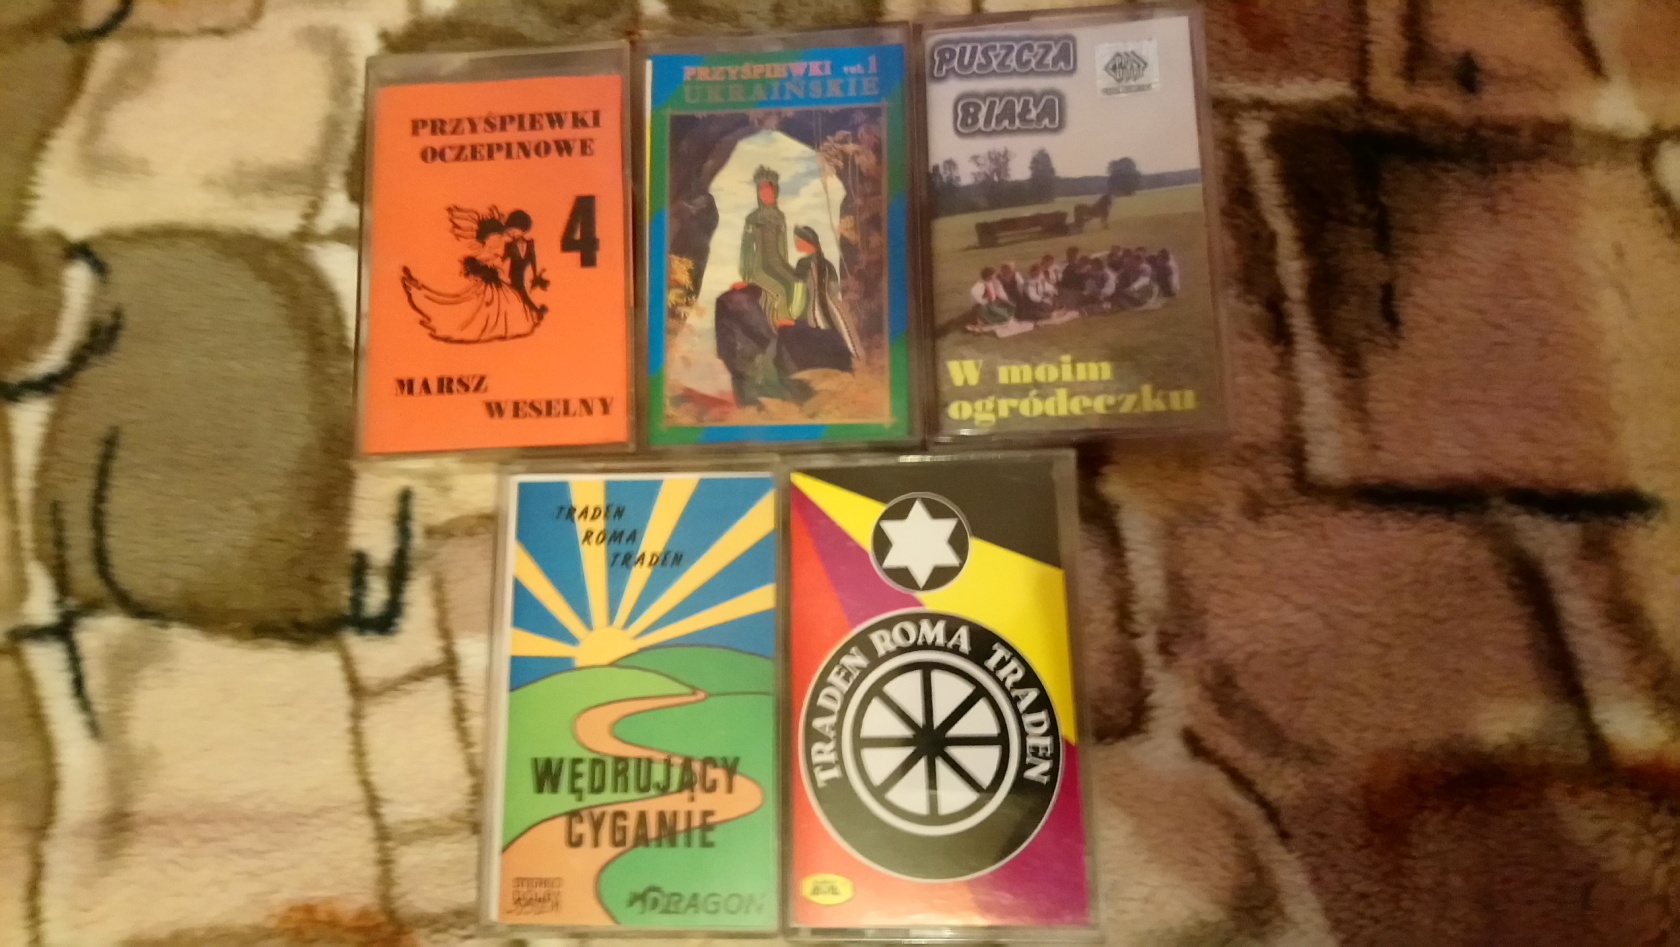 PRZYŚPIEWKI
OCZEPINOWE
4
MARSZ
WESELNY
PRZYŚPIEWKI vol. 1
UKRAIŃSKIE
PUSZCZA
BIAŁA
W moim
ogródeczku
TRADEN
ROMA
TRADEN
WĘDRUJĄCY
CYGANIE
STEREO
DRAGON
TRADEN ROMA TRADEN